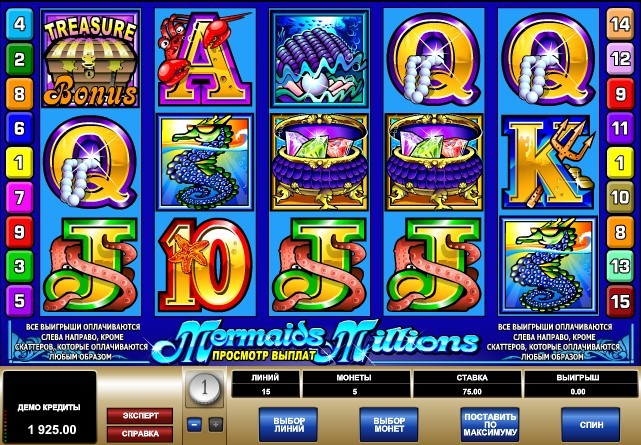 4
TREASURE
Bonus
A
Q
Q
14
2
12
8
9
6
Q
K
11
1
1
7
10
9
J
10
J
J
8
3
13
5
15
ВСЕ ВЫИГРЫШИ ОПЛАЧИВАЮТСЯ
СЛЕВА НАПРАВО, КРОМЕ
СКАТТЕРОВ, КОТОРЫЕ ОПЛАЧИВАЮТСЯ
ЛЮБЫМ ОБРАЗОМ
Mermaids Millions
ПРОСМОТР ВЫПЛАТ
ВСЕ ВЫИГРЫШИ ОПЛАЧИВАЮТСЯ
СЛЕВА НАПРАВО, КРОМЕ
СКАТТЕРОВ, КОТОРЫЕ ОПЛАЧИВАЮТСЯ
ЛЮБЫМ ОБРАЗОМ
ДЕМО КРЕДИТЫ
1 925.00
ЭКСПЕРТ
СПРАВКА
1
- +
ЛИНИЙ
15
МОНЕТЫ
5
СТАВКА
75.00
ВЫИГРЫШ
0.00
ВЫБОР
ЛИНИЙ
ВЫБОР
МОНЕТ
ПОСТАВИТЬ
ПО
МАКСИМУМУ
СПИН